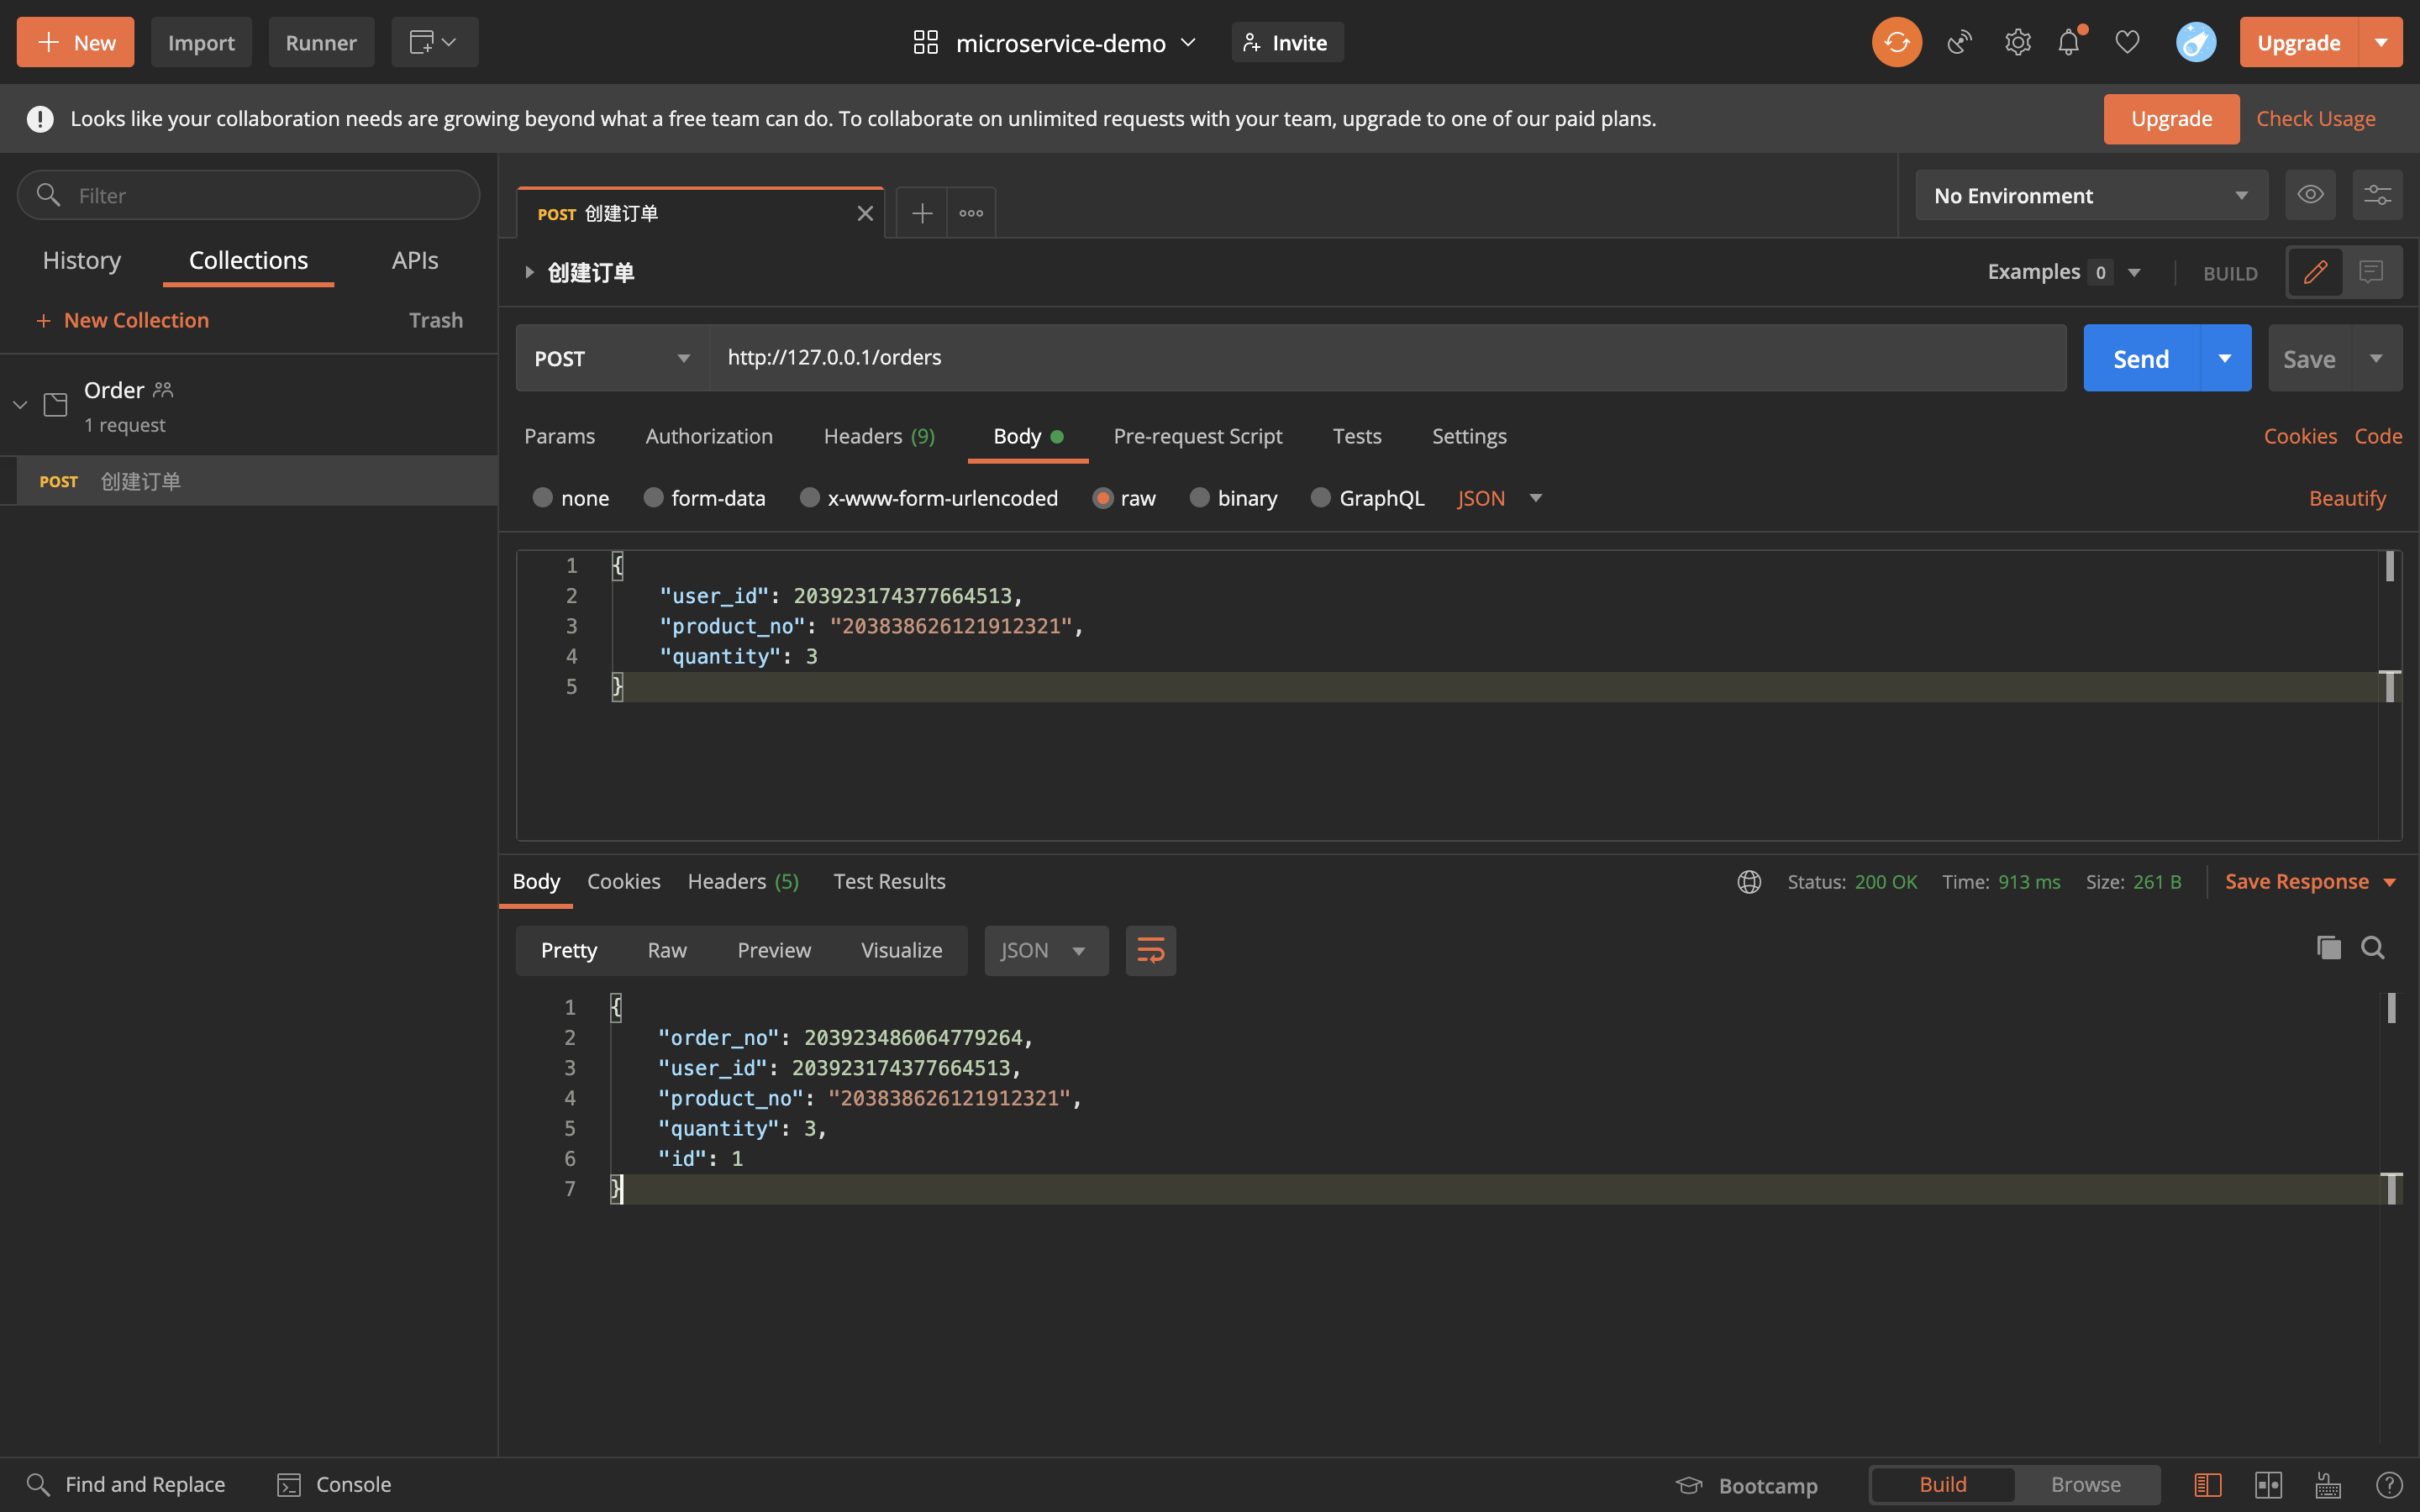 New
Import
Runner
microservice-demo
Invite
Upgrade
Looks like your collaboration needs are growing beyond what a free team can do. To collaborate on unlimited requests with your team, upgrade to one of our paid plans.
Upgrade
Check Usage
Filter
History
Collections
APIs
+ New Collection
Trash
Order
1 request
POST 创建订单
POST 创建订单
No Environment
创建订单
Examples 0
BUILD
POST
http://127.0.0.1/orders
Send
Save
Params
Authorization
Headers (9)
Body
Pre-request Script
Tests
Settings
Cookies
Code
none
form-data
x-www-form-urlencoded
raw
binary
GraphQL
JSON
Beautify
1 {
2 "user_id": 203923174377664513,
3 "product_no": "203838626121912321",
4 "quantity": 3
5 }
Body
Cookies
Headers (5)
Test Results
Status: 200 OK
Time: 913 ms
Size: 261 B
Save Response
Pretty
Raw
Preview
Visualize
JSON
1 {
2 "order_no": 203923486064779264,
3 "user_id": 203923174377664513,
4 "product_no": "203838626121912321",
5 "quantity": 3,
6 "id": 1
7 }
Find and Replace
Console
Bootcamp
Build
Browse